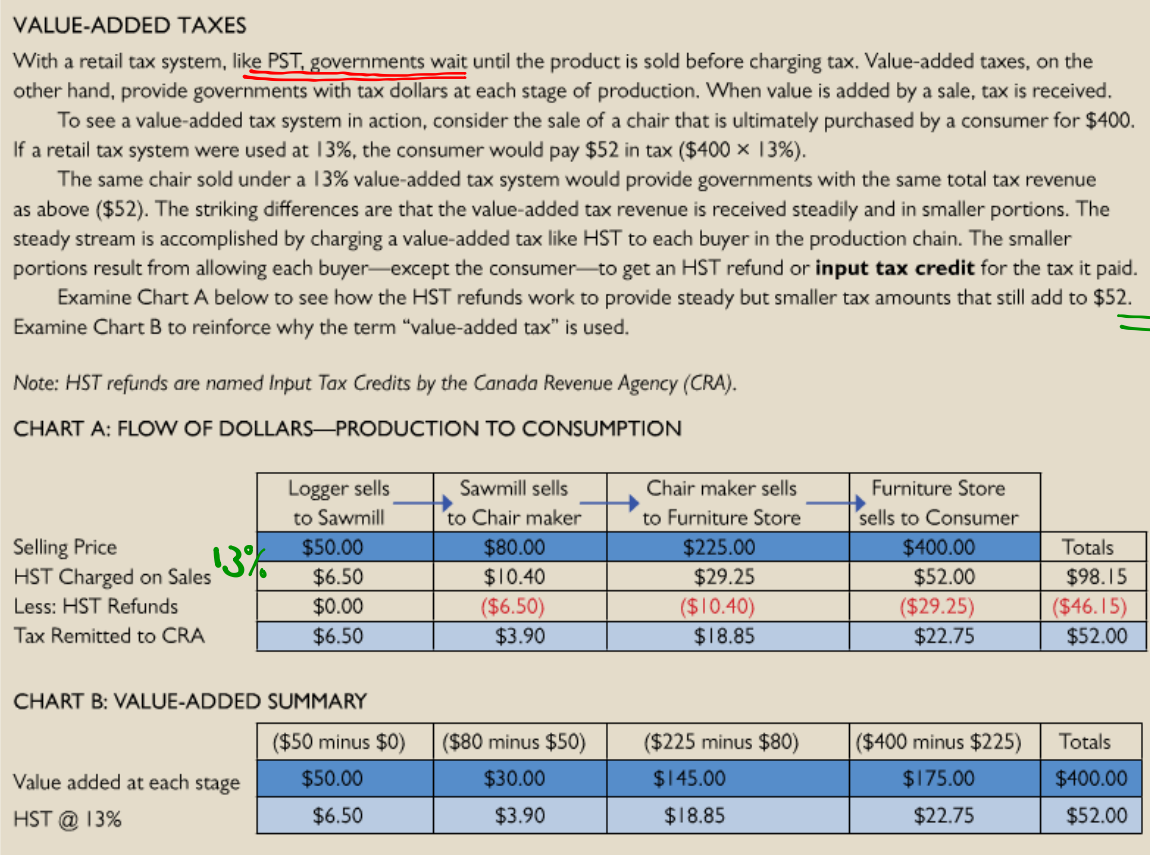 VALUE-ADDED TAXES
With a retail tax system, like PST, governments wait until the product is sold before charging tax. Value-added taxes, on the
other hand, provide governments with tax dollars at each stage of production. When value is added by a sale, tax is received.
To see a value-added tax system in action, consider the sale of a chair that is ultimately purchased by a consumer for $400.
If a retail tax system were used at 13%, the consumer would pay $52 in tax ($400 × 13%).
The same chair sold under a 13% value-added tax system would provide governments with the same total tax revenue
as above ($52). The striking differences are that the value-added tax revenue is received steadily and in smaller portions. The
steady stream is accomplished by charging a value-added tax like HST to each buyer in the production chain. The smaller
portions result from allowing each buyer—except the consumer—to get an HST refund or input tax credit for the tax it paid.
Examine Chart A below to see how the HST refunds work to provide steady but smaller tax amounts that still add to $52.
Examine Chart B to reinforce why the term “value-added tax” is used.
Note: HST refunds are named Input Tax Credits by the Canada Revenue Agency (CRA).
CHART A: FLOW OF DOLLARS—PRODUCTION TO CONSUMPTION
Logger sells Sawmill sells Chair maker sells Furniture Store
to Sawmill to Chair maker to Furniture Store sells to Consumer
Selling Price 13% $50.00 $80.00 $225.00 $400.00 Totals
HST Charged on Sales $6.50 $10.40 $29.25 $52.00 $98.15
Less: HST Refunds $0.00 ($6.50) ($10.40) ($29.25) ($46.15)
Tax Remitted to CRA $6.50 $3.90 $18.85 $22.75 $52.00
CHART B: VALUE-ADDED SUMMARY
($50 minus $0) ($80 minus $50) ($225 minus $80) ($400 minus $225) Totals
Value added at each stage $50.00 $30.00 $145.00 $175.00 $400.00
HST @ 13% $6.50 $3.90 $18.85 $22.75 $52.00